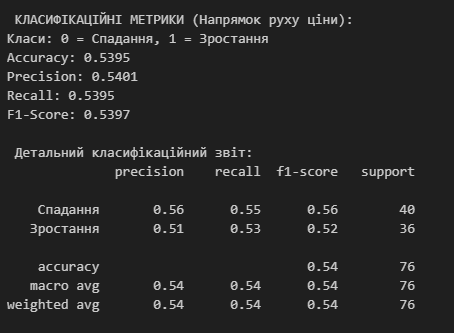 КЛАСИФІКАЦІЙНІ МЕТРИКИ (Напрямок руху ціни):
Класи: 0 = Спадання, 1 = Зростання
Accuracy: 0.5395
Precision: 0.5401
Recall: 0.5395
F1-Score: 0.5397
Детальний класифікаційний звіт:
precision recall f1-score support
Спадання 0.56 0.55 0.56 40
Зростання 0.51 0.53 0.52 36
accuracy 0.54 76
macro avg 0.54 0.54 0.54 76
weighted avg 0.54 0.54 0.54 76